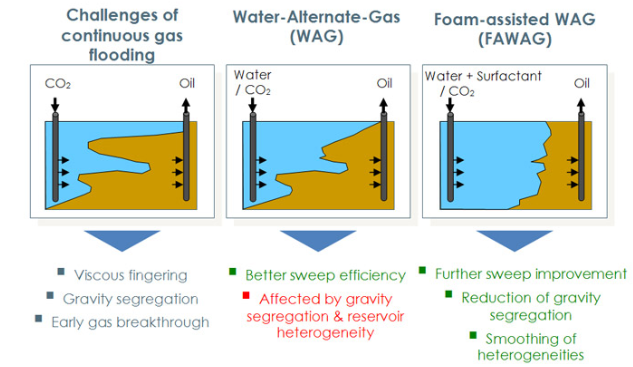 Challenges of
continuous gas
flooding
CO₂
Oil
▪ Viscous fingering
▪ Gravity segregation
▪ Early gas breakthrough
Water-Alternate-Gas
(WAG)
Water
/ CO₂
Oil
▪ Better sweep efficiency
▪ Affected by gravity
segregation & reservoir
heterogeneity
Foam-assisted WAG
(FAWAG)
Water + Surfactant
/ CO₂
Oil
▪ Further sweep improvement
▪ Reduction of gravity
segregation
▪ Smoothing of
heterogeneities